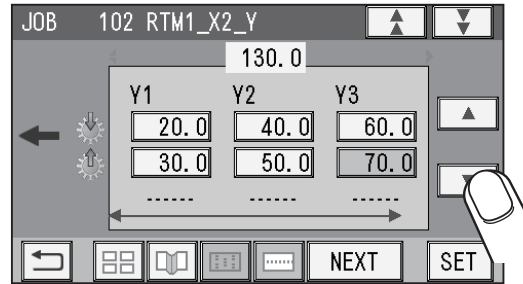 JOB 102 RTM1_X2_Y
130.0
Y1 Y2 Y3
20.0 40.0 60.0
30.0 50.0 70.0
------ ------ ------
NEXT SET